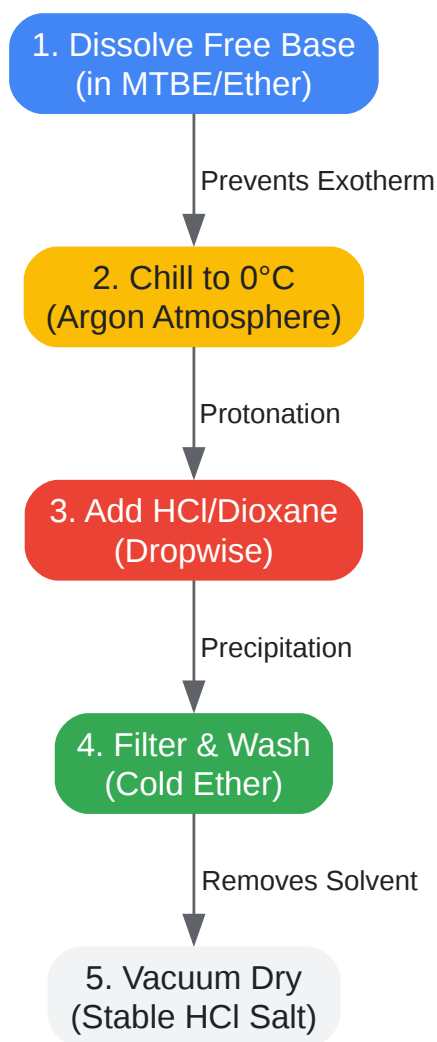 1. Dissolve Free Base
(in MTBE/Ether)
Prevents Exotherm
2. Chill to 0°C
(Argon Atmosphere)
Protonation
3. Add HCl/Dioxane
(Dropwise)
Precipitation
4. Filter & Wash
(Cold Ether)
Removes Solvent
5. Vacuum Dry
(Stable HCl Salt)